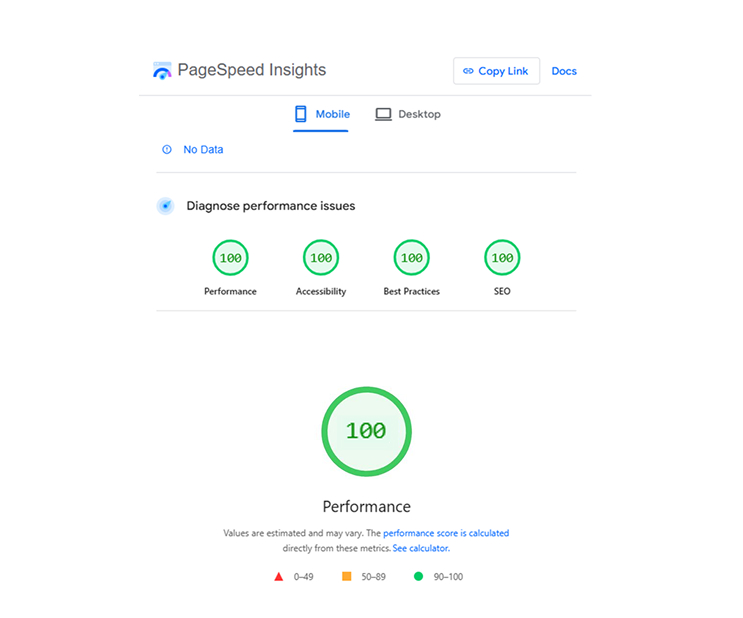 PageSpeed Insights
Copy Link
Docs
Mobile
Desktop
No Data
Diagnose performance issues
100 100 100 100
Performance Accessibility Best Practices SEO
100
Performance
Values are estimated and may vary. The performance score is calculated
directly from these metrics. See calculator.
0–49 50–89 90–100